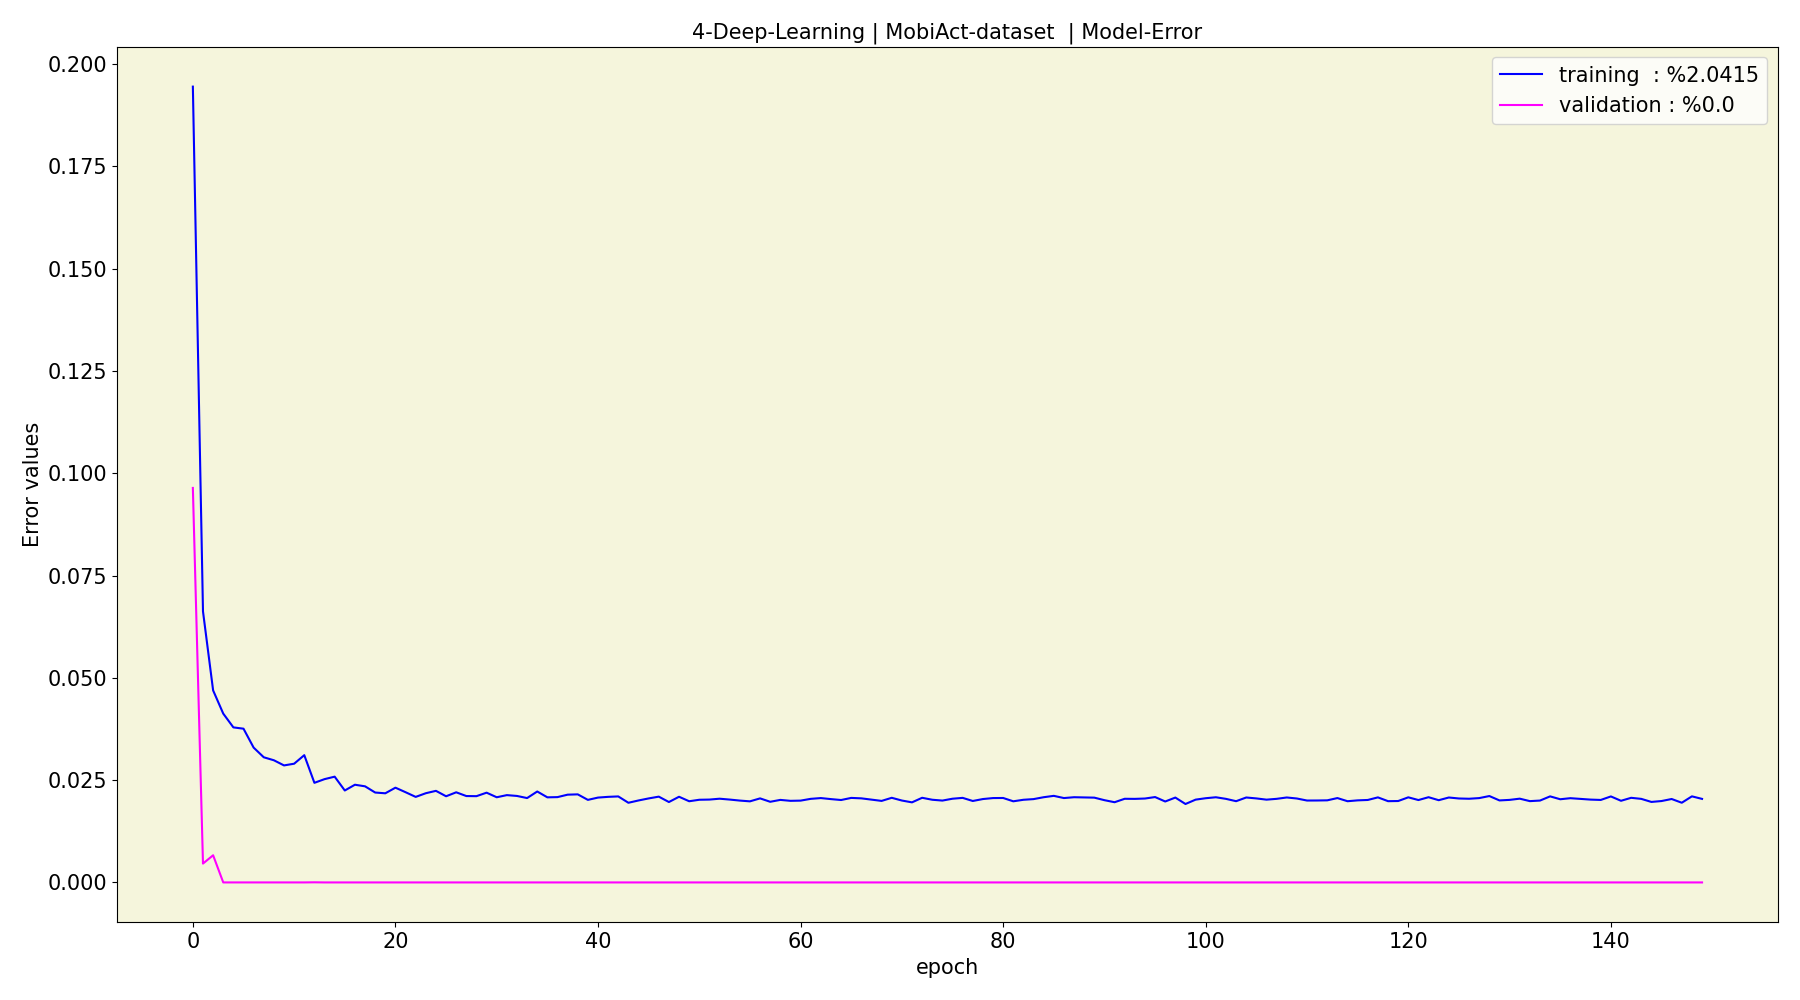 4-Deep-Learning | MobiAct-dataset  | Model-Error
training  : %2.0415
validation : %0.0
Error values
0.200
0.175
0.150
0.125
0.100
0.075
0.050
0.025
0.000
0 20 40 60 80 100 120 140
epoch